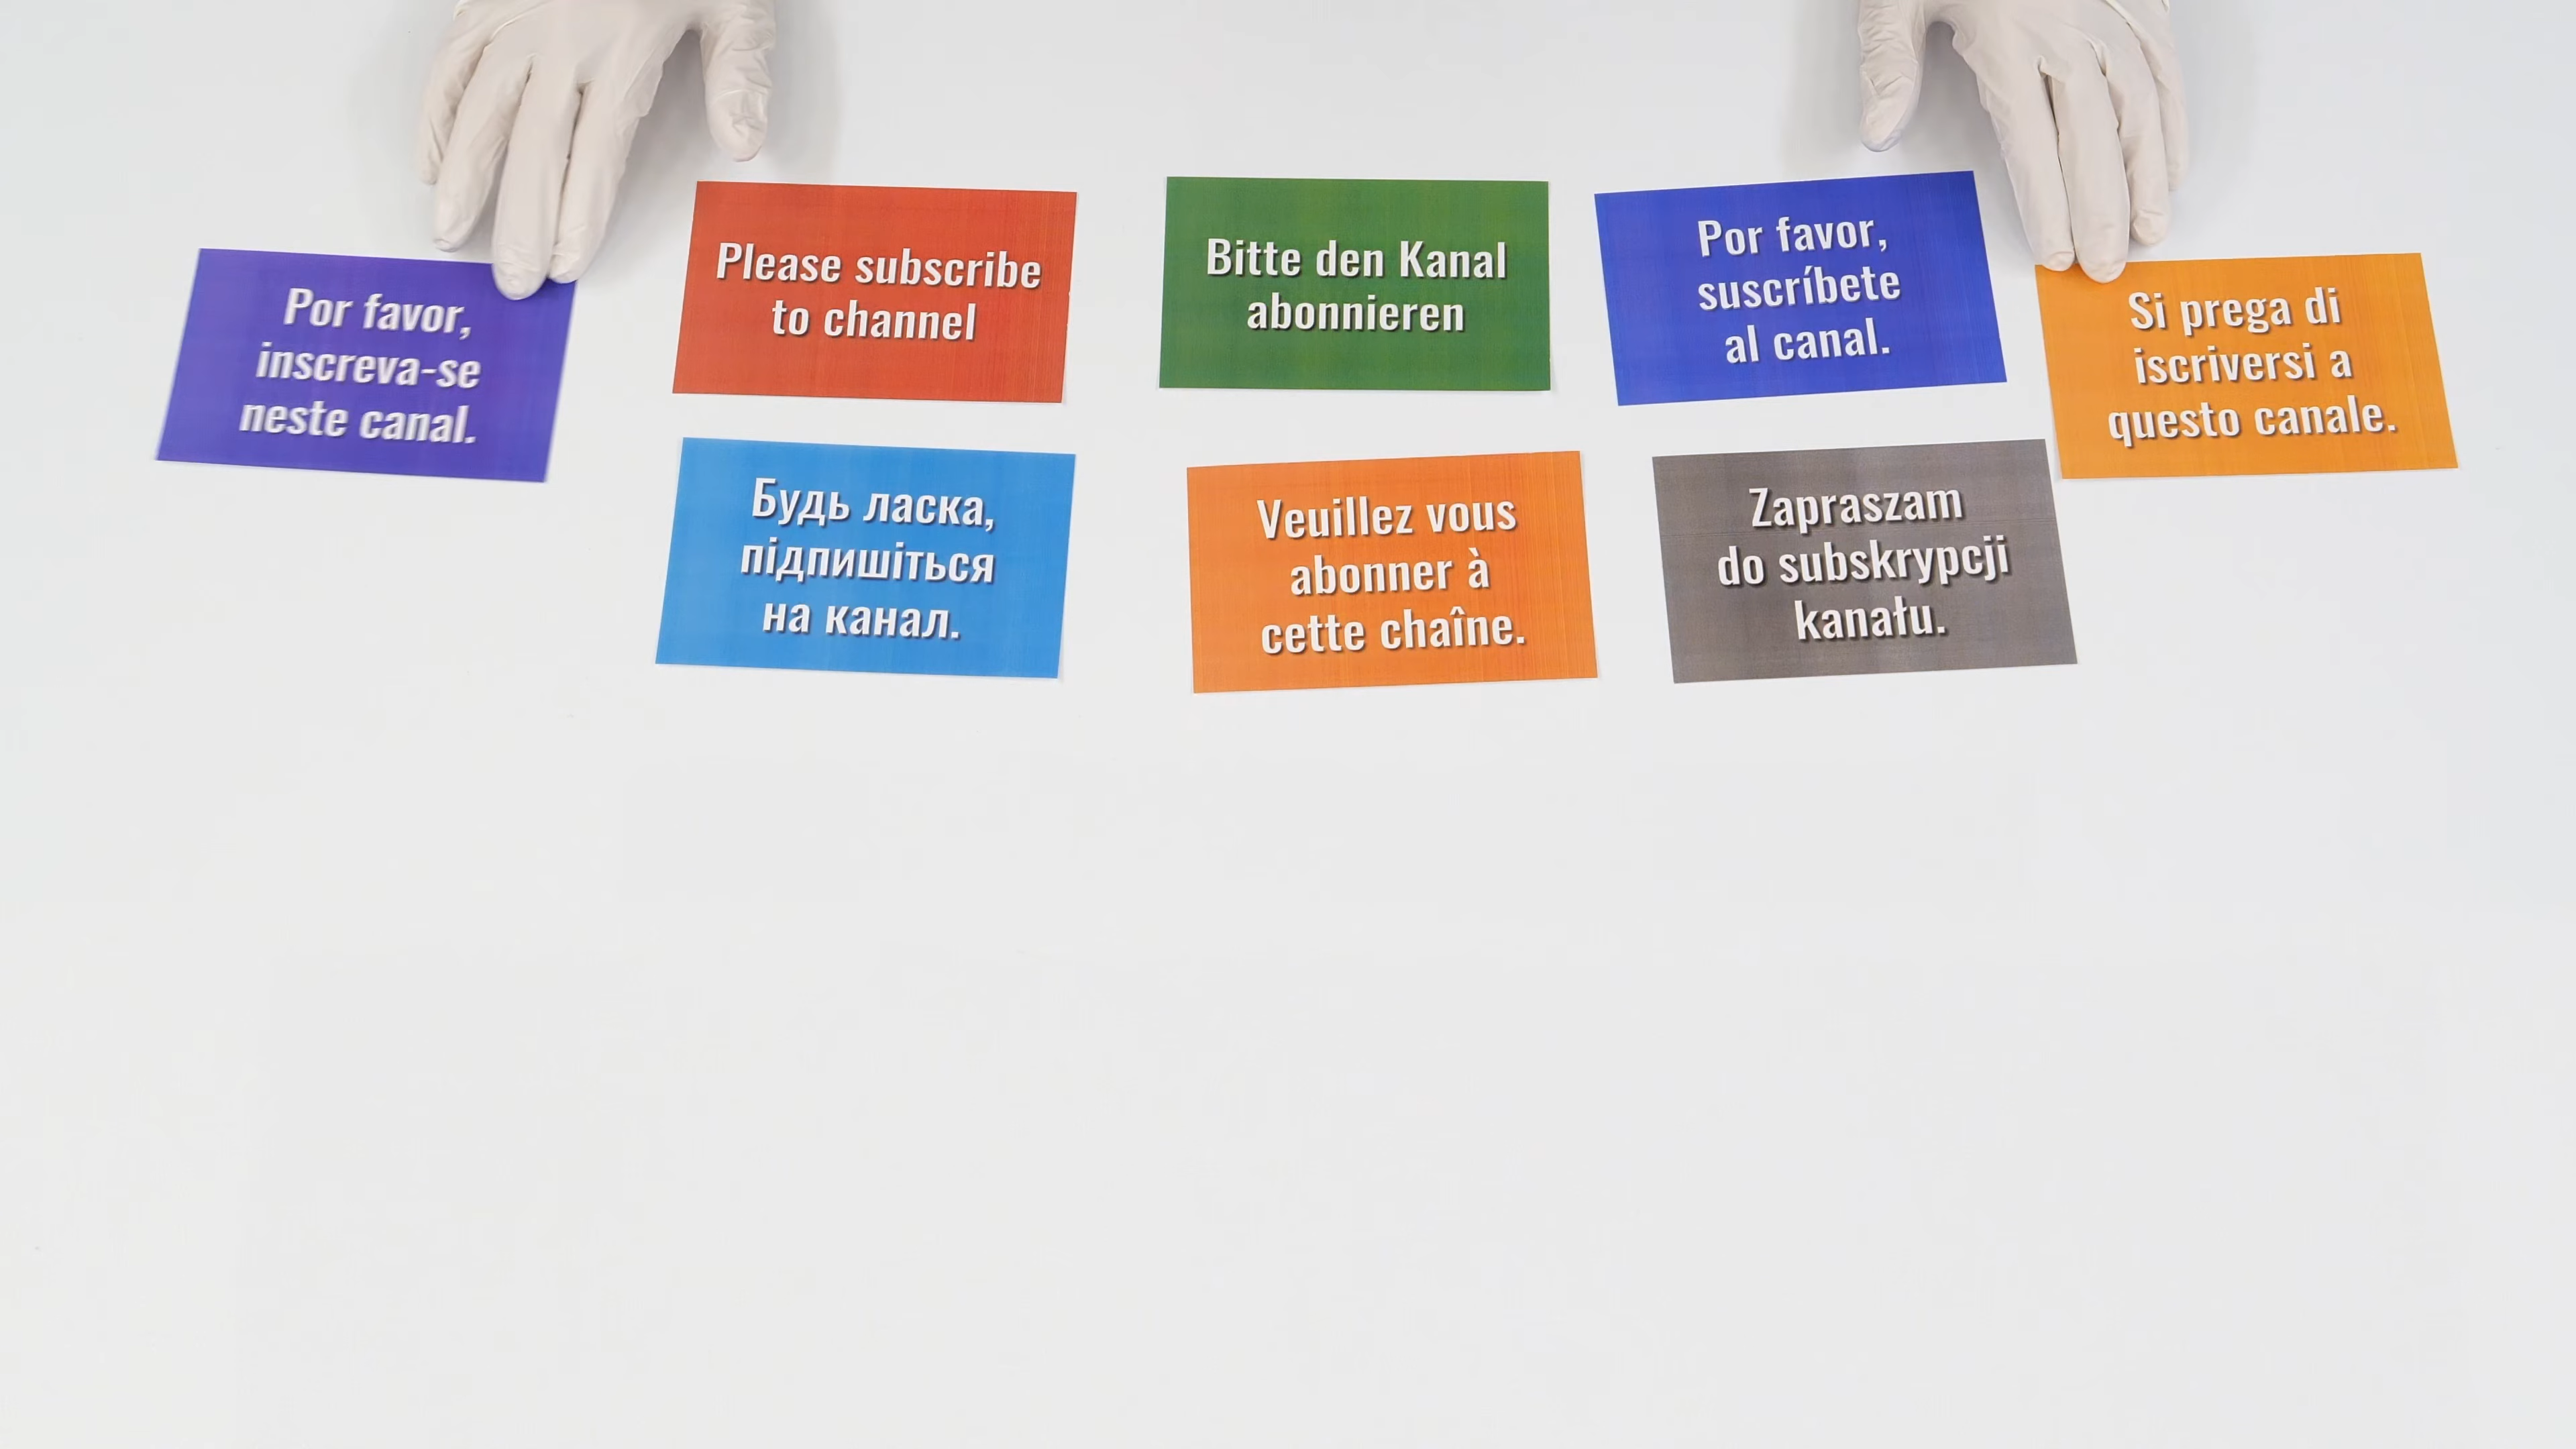 Por favor,
inscreva-se
neste canal.
Please subscribe
to channel
Bitte den Kanal
abonnieren
Por favor,
suscríbete
al canal.
Si prega di
iscriversi a
questo canale.
Будь ласка,
підпишіться
на канал.
Veuillez vous
abonner à
cette chaîne.
Zapraszam
do subskrypcji
kanału.